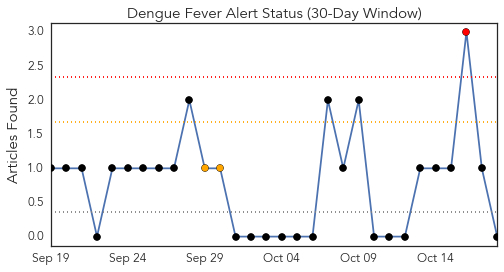 Dengue Fever Alert Status (30-Day Window)
Articles Found
3.0
2.5
2.0
1.5
1.0
0.5
0.0
Sep 19 Sep 24 Sep 29 Oct 04 Oct 09 Oct 14